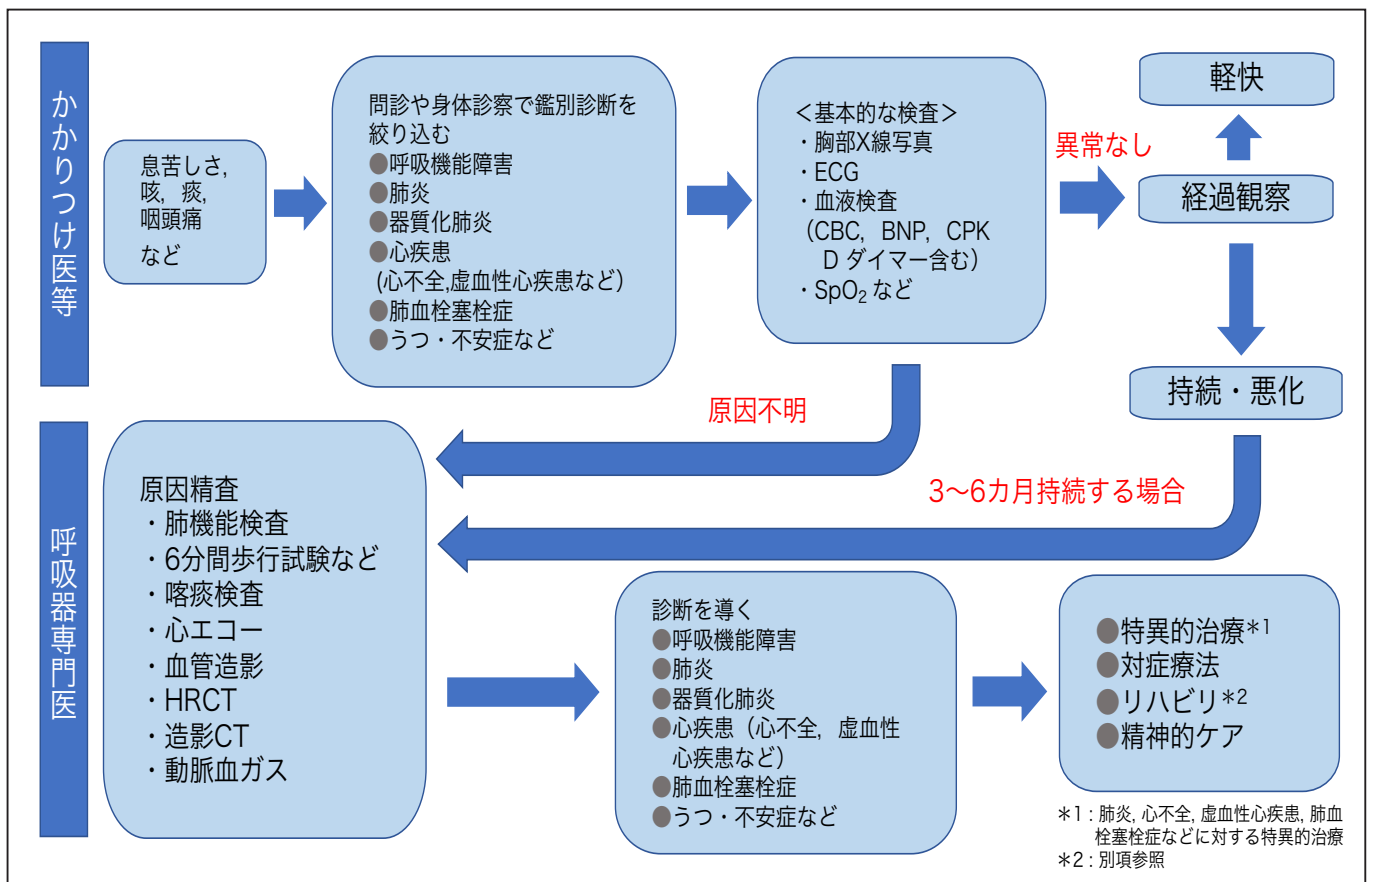 かかりつけ医等
息苦しさ,
咳, 痰,
咽頭痛
など
問診や身体診察で鑑別診断を
絞り込む
●呼吸機能障害
●肺炎
●器質化肺炎
●心疾患
(心不全,虚血性心疾患など)
●肺血栓塞栓症
●うつ・不安症など
＜基本的な検査＞
・胸部X線写真
・ECG
・血液検査
(CBC, BNP, CPK
D ダイマー含む)
・SpO₂ など
異常なし
軽快
経過観察
持続・悪化
原因不明
3〜6カ月持続する場合
呼吸器専門医
原因精査
・肺機能検査
・6分間歩行試験など
・喀痰検査
・心エコー
・血管造影
・HRCT
・造影CT
・動脈血ガス
診断を導く
●呼吸機能障害
●肺炎
●器質化肺炎
●心疾患 (心不全, 虚血性
心疾患など)
●肺血栓塞栓症
●うつ・不安症など
●特異的治療*1
●対症療法
●リハビリ*2
●精神的ケア
*1：肺炎, 心不全, 虚血性心疾患, 肺血
栓塞栓症などに対する特異的治療
*2：別項参照